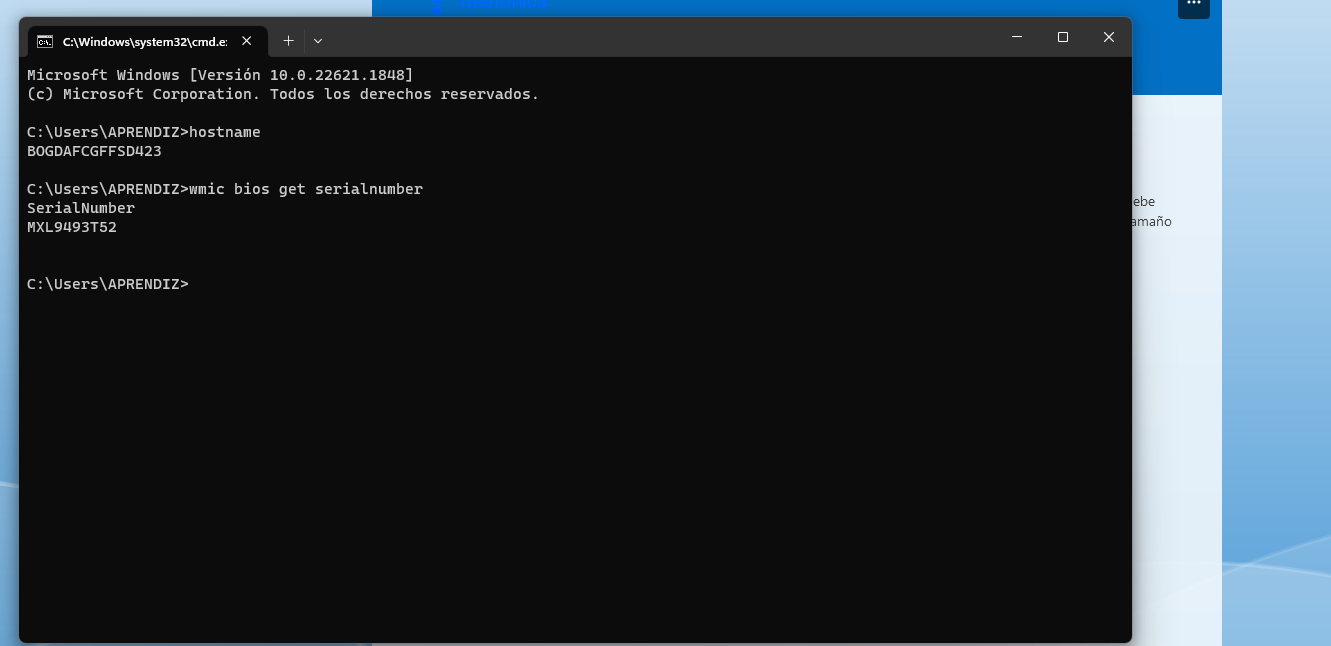 C:\Windows\system32\cmd.e
Microsoft Windows [Versión 10.0.22621.1848]
(c) Microsoft Corporation. Todos los derechos reservados.
C:\Users\APRENDIZ>hostname
BOGDAFCGFFSD423
C:\Users\APRENDIZ>wmic bios get serialnumber
SerialNumber
MXL9493T52
C:\Users\APRENDIZ>
ebe
amaño